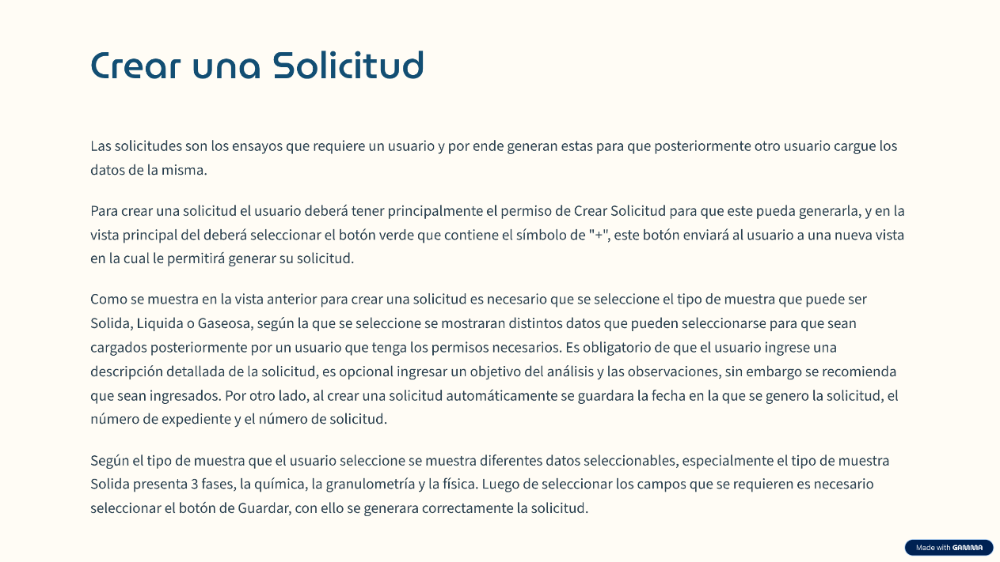 Crear una Solicitud
Las solicitudes son los ensayos que requiere un usuario y por ende generan estas para que posteriormente otro usuario cargue los
datos de la misma.
Para crear una solicitud el usuario deberá tener principalmente el permiso de Crear Solicitud para que este pueda generarla, y en la
vista principal del deberá seleccionar el botón verde que contiene el símbolo de "+", este botón enviará al usuario a una nueva vista
en la cual le permitirá generar su solicitud.
Como se muestra en la vista anterior para crear una solicitud es necesario que se seleccione el tipo de muestra que puede ser
Solida, Liquida o Gaseosa, según la que se seleccione se mostraran distintos datos que pueden seleccionarse para que sean
cargados posteriormente por un usuario que tenga los permisos necesarios. Es obligatorio de que el usuario ingrese una
descripción detallada de la solicitud, es opcional ingresar un objetivo del análisis y las observaciones, sin embargo se recomienda
que sean ingresados. Por otro lado, al crear una solicitud automáticamente se guardara la fecha en la que se genero la solicitud, el
número de expediente y el número de solicitud.
Según el tipo de muestra que el usuario seleccione se muestra diferentes datos seleccionables, especialmente el tipo de muestra
Solida presenta 3 fases, la química, la granulometría y la física. Luego de seleccionar los campos que se requieren es necesario
seleccionar el botón de Guardar, con ello se generara correctamente la solicitud.
Made with GAMMA